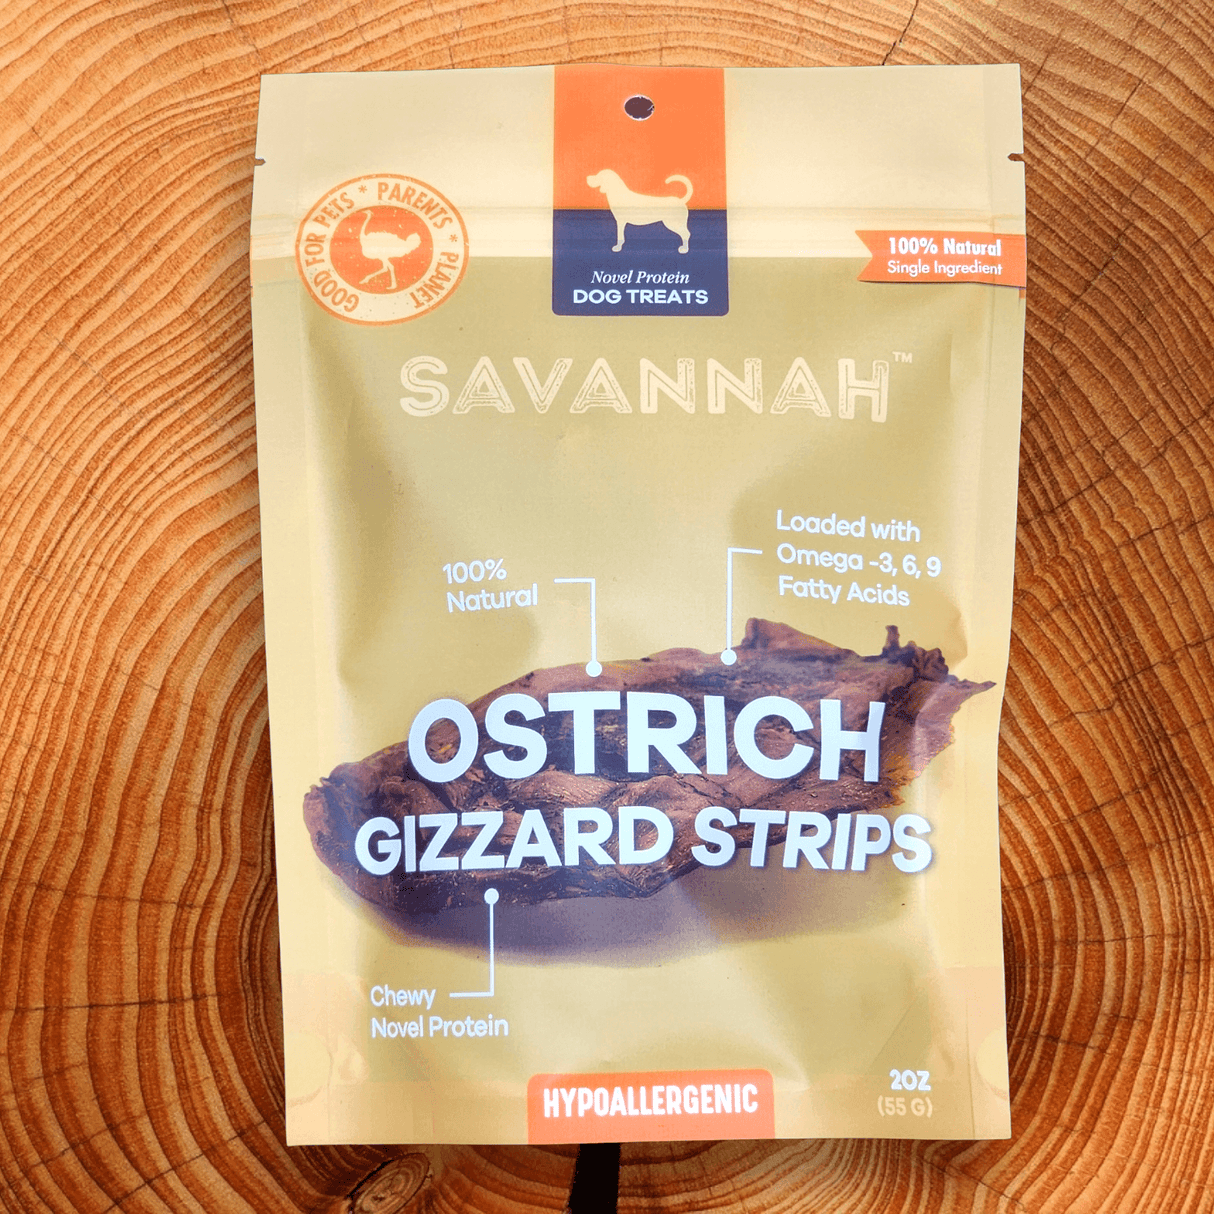 GOOD FOR PETS * PARENTS * PLANET
Novel Protein
DOG TREATS
100% Natural
Single Ingredient
SAVANNAH™
100%
Natural
Loaded with
Omega -3, 6, 9
Fatty Acids
OSTRICH
GIZZARD STRIPS
Chewy
Novel Protein
HYPOALLERGENIC
2OZ
(55 G)